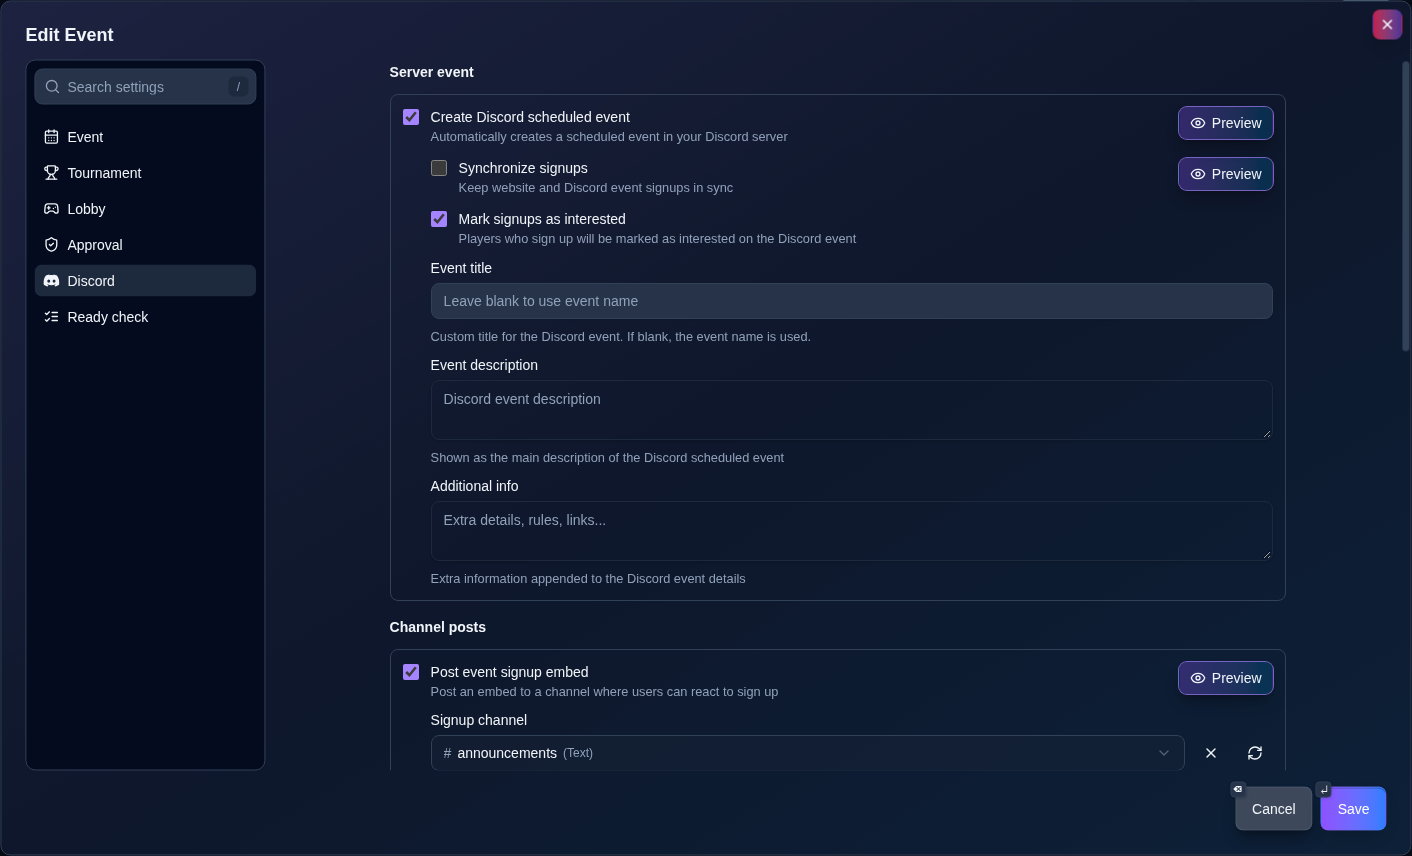 Edit Event
Search settings /
Event
Tournament
Lobby
Approval
Discord
Ready check
Server event
Create Discord scheduled event
Automatically creates a scheduled event in your Discord server
Preview
Synchronize signups
Keep website and Discord event signups in sync
Preview
Mark signups as interested
Players who sign up will be marked as interested on the Discord event
Event title
Leave blank to use event name
Custom title for the Discord event. If blank, the event name is used.
Event description
Discord event description
Shown as the main description of the Discord scheduled event
Additional info
Extra details, rules, links...
Extra information appended to the Discord event details
Channel posts
Post event signup embed
Post an embed to a channel where users can react to sign up
Preview
Signup channel
# announcements (Text)
Cancel
Save